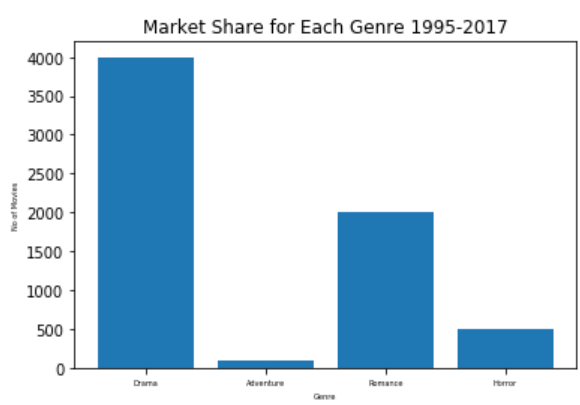 Market Share for Each Genre 1995-2017
4000
3500
3000
2500
2000
1500
1000
500
0
No of Movies
Drama
Adventure
Romance
Horror
Genre